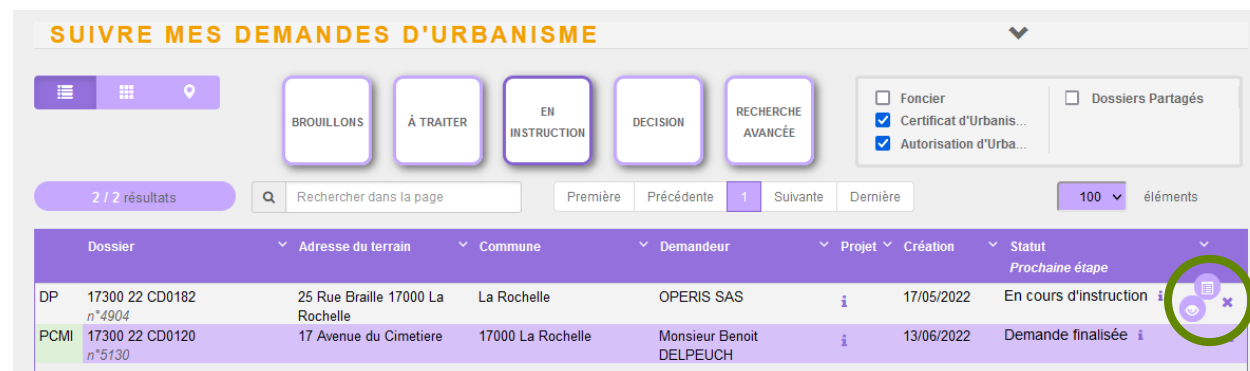 SUIVRE MES DEMANDES D'URBANISME
BROUILLONS
À TRAITER
EN
INSTRUCTION
DECISION
RECHERCHE
AVANCÉE
Foncier
Certificat d'Urbanis...
Autorisation d'Urba...
Dossiers Partagés
2 / 2 résultats
Rechercher dans la page
Première Précédente 1 Suivante Dernière
100 éléments
Dossier Adresse du terrain Commune Demandeur Projet Création Statut
Prochaine étape
DP 17300 22 CD0182 25 Rue Braille 17000 La La Rochelle OPERIS SAS i 17/05/2022 En cours d'instruction i
n°4904 Rochelle
PCMI 17300 22 CD0120 17 Avenue du Cimetiere 17000 La Rochelle Monsieur Benoit i 13/06/2022 Demande finalisée i
n°5130 DELPEUCH